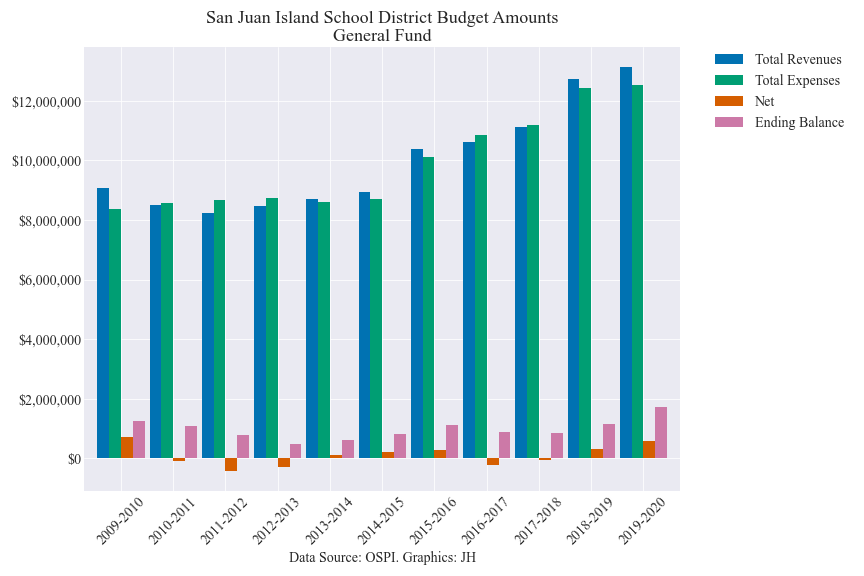 San Juan Island School District Budget Amounts
General Fund
Total Revenues
Total Expenses
Net
Ending Balance
$12,000,000
$10,000,000
$8,000,000
$6,000,000
$4,000,000
$2,000,000
$0
2009-2010
2010-2011
2011-2012
2012-2013
2013-2014
2014-2015
2015-2016
2016-2017
2017-2018
2018-2019
2019-2020
Data Source: OSPI. Graphics: JH